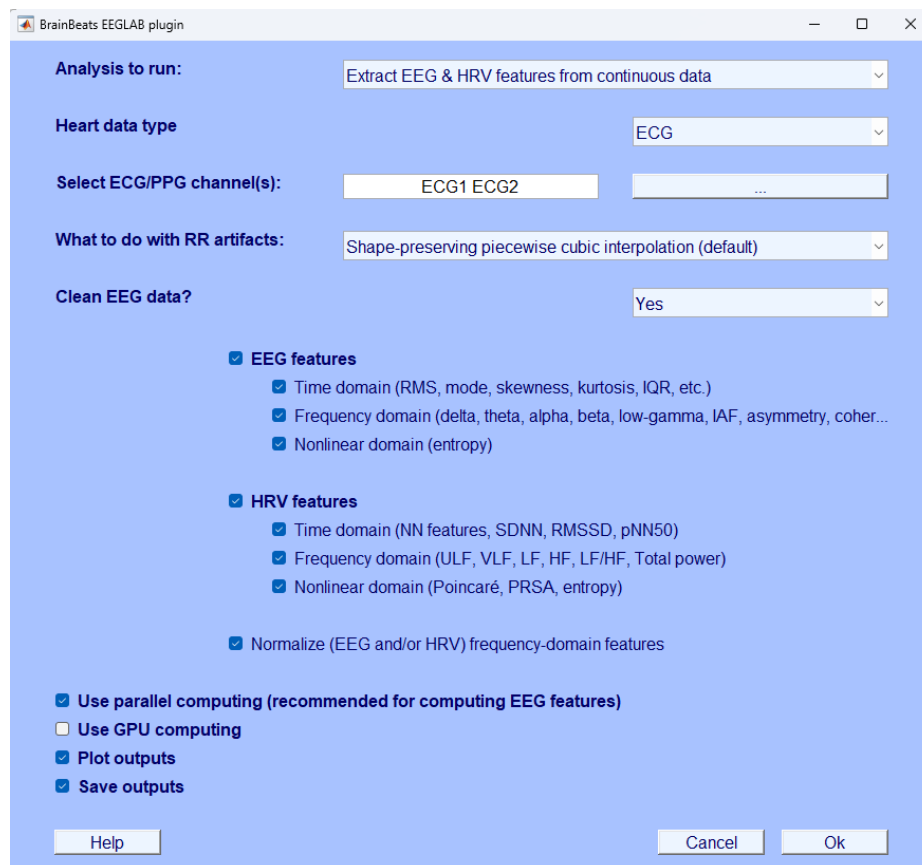 BrainBeats EEGLAB plugin
Analysis to run: Extract EEG & HRV features from continuous data
Heart data type ECG
Select ECG/PPG channel(s): ECG1 ECG2 ...
What to do with RR artifacts: Shape-preserving piecewise cubic interpolation (default)
Clean EEG data? Yes
EEG features
Time domain (RMS, mode, skewness, kurtosis, IQR, etc.)
Frequency domain (delta, theta, alpha, beta, low-gamma, IAF, asymmetry, coher...
Nonlinear domain (entropy)
HRV features
Time domain (NN features, SDNN, RMSSD, pNN50)
Frequency domain (ULF, VLF, LF, HF, LF/HF, Total power)
Nonlinear domain (Poincaré, PRSA, entropy)
Normalize (EEG and/or HRV) frequency-domain features
Use parallel computing (recommended for computing EEG features)
Use GPU computing
Plot outputs
Save outputs
Help Cancel Ok